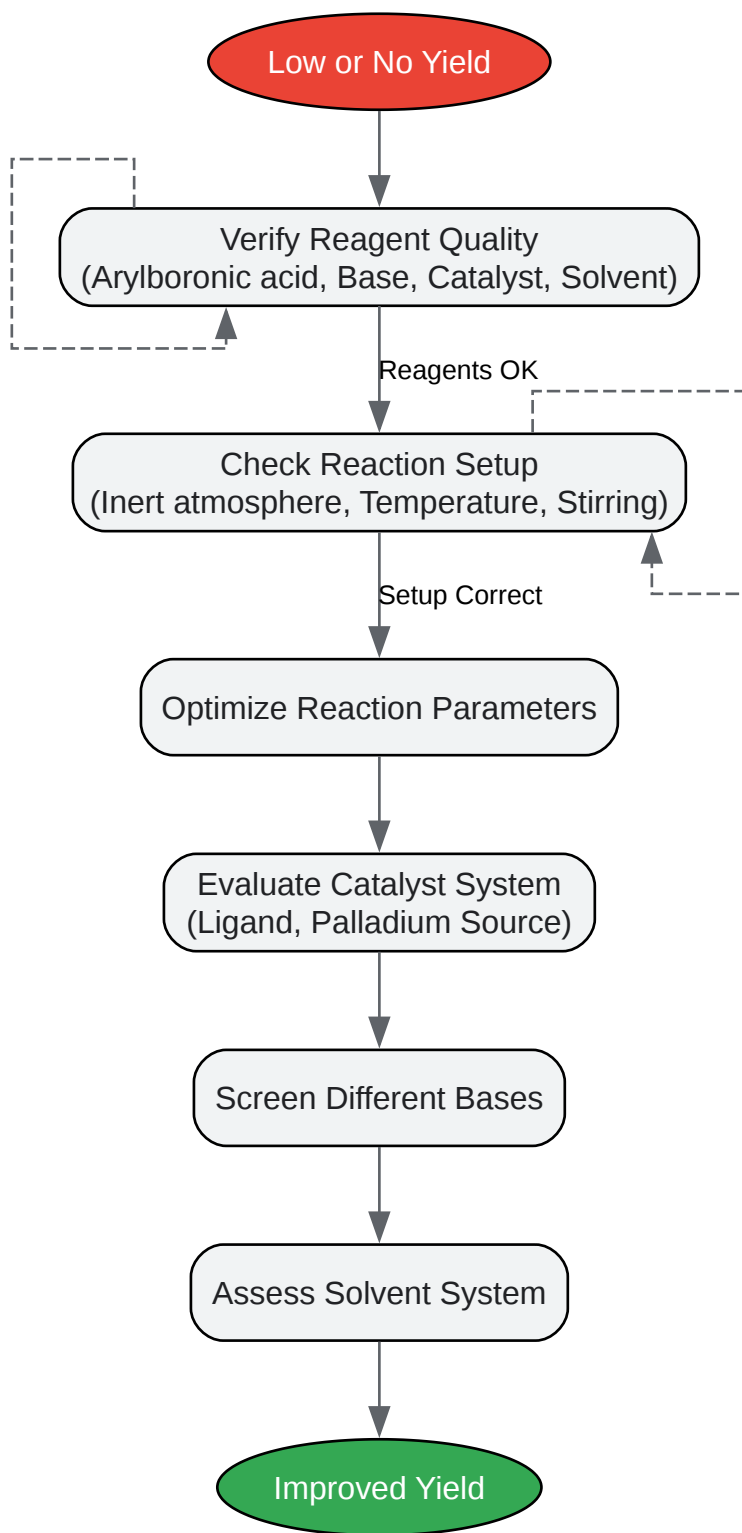 Low or No Yield
Verify Reagent Quality
(Arylboronic acid, Base, Catalyst, Solvent)
Reagents OK
Check Reaction Setup
(Inert atmosphere, Temperature, Stirring)
Setup Correct
Optimize Reaction Parameters
Evaluate Catalyst System
(Ligand, Palladium Source)
Screen Different Bases
Assess Solvent System
Improved Yield